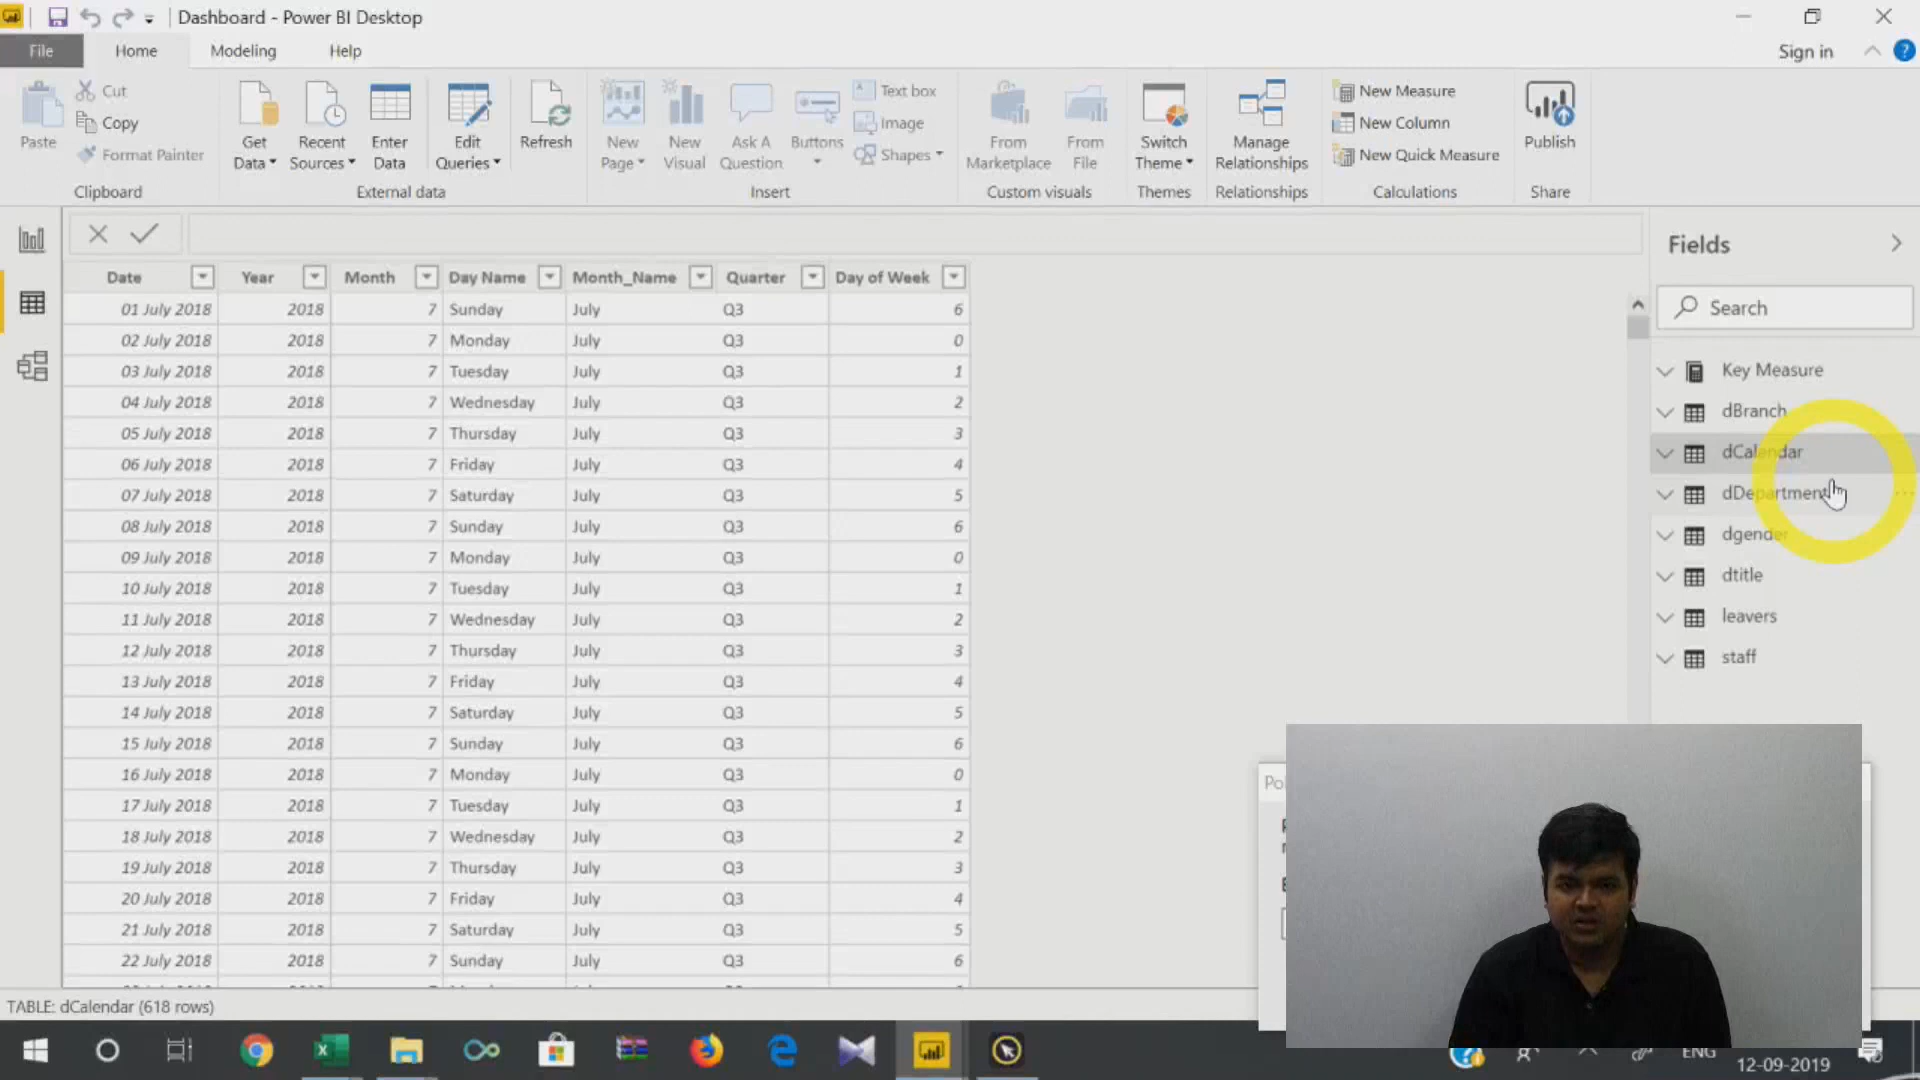 Dashboard - Power BI Desktop
File Home Modeling Help Sign in
Paste
Cut
Copy
Format Painter
Clipboard
Get Data
Recent Sources
Enter Data
Edit Queries
Refresh
External data
New Page
New Visual
Ask A Question
Buttons
Text box
Image
Shapes
Insert
From Marketplace
From File
Custom visuals
Switch Theme
Themes
Manage Relationships
Relationships
New Measure
New Column
New Quick Measure
Calculations
Publish
Share
Date Year Month Day Name Month_Name Quarter Day of Week
01 July 2018 2018 7 Sunday July Q3 6
02 July 2018 2018 7 Monday July Q3 0
03 July 2018 2018 7 Tuesday July Q3 1
04 July 2018 2018 7 Wednesday July Q3 2
05 July 2018 2018 7 Thursday July Q3 3
06 July 2018 2018 7 Friday July Q3 4
07 July 2018 2018 7 Saturday July Q3 5
08 July 2018 2018 7 Sunday July Q3 6
09 July 2018 2018 7 Monday July Q3 0
10 July 2018 2018 7 Tuesday July Q3 1
11 July 2018 2018 7 Wednesday July Q3 2
12 July 2018 2018 7 Thursday July Q3 3
13 July 2018 2018 7 Friday July Q3 4
14 July 2018 2018 7 Saturday July Q3 5
15 July 2018 2018 7 Sunday July Q3 6
16 July 2018 2018 7 Monday July Q3 0
17 July 2018 2018 7 Tuesday July Q3 1
18 July 2018 2018 7 Wednesday July Q3 2
19 July 2018 2018 7 Thursday July Q3 3
20 July 2018 2018 7 Friday July Q3 4
21 July 2018 2018 7 Saturday July Q3 5
22 July 2018 2018 7 Sunday July Q3 6
Fields
Search
Key Measure
dBranch
dCalendar
dDepartment
dgender
dtitle
leavers
staff
TABLE: dCalendar (618 rows)
ENG
12-09-2019